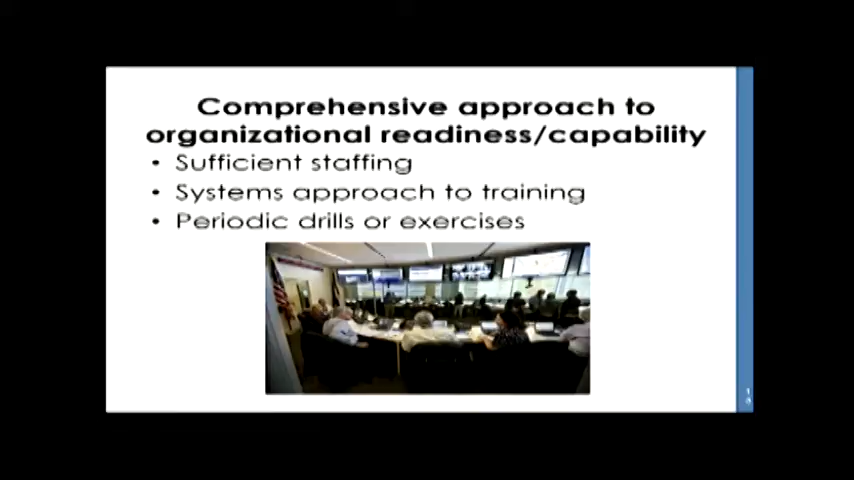 Comprehensive approach to
organizational readiness/capability
• Sufficient staffing
• Systems approach to training
• Periodic drills or exercises